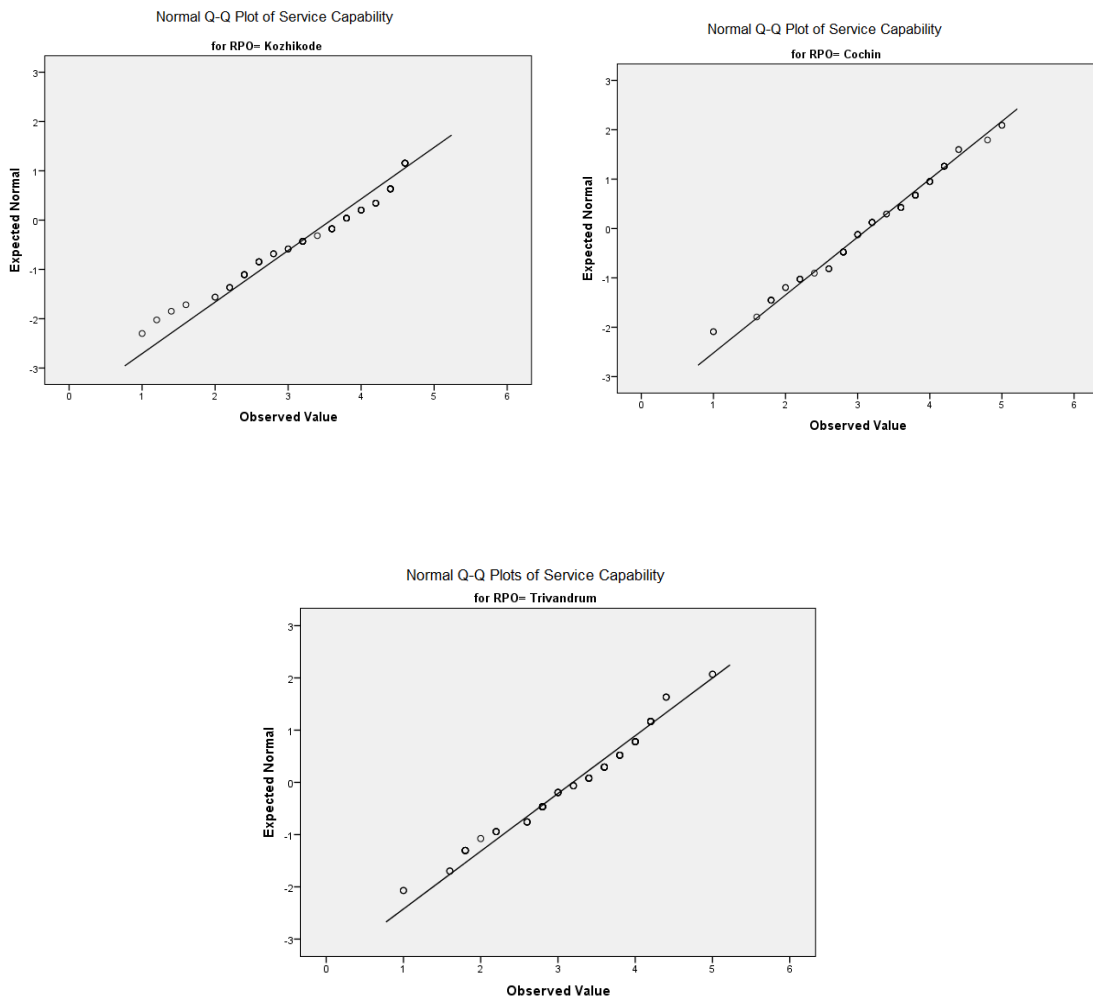 Normal Q-Q Plot of Service Capability
for RPO= Kozhikode
3
2
1
0
-1
-2
-3
Expected Normal
0 1 2 3 4 5 6
Observed Value
Normal Q-Q Plot of Service Capability
for RPO= Cochin
3
2
1
0
-1
-2
-3
Expected Normal
0 1 2 3 4 5 6
Observed Value
Normal Q-Q Plots of Service Capability
for RPO= Trivandrum
3
2
1
0
-1
-2
-3
Expected Normal
0 1 2 3 4 5 6
Observed Value